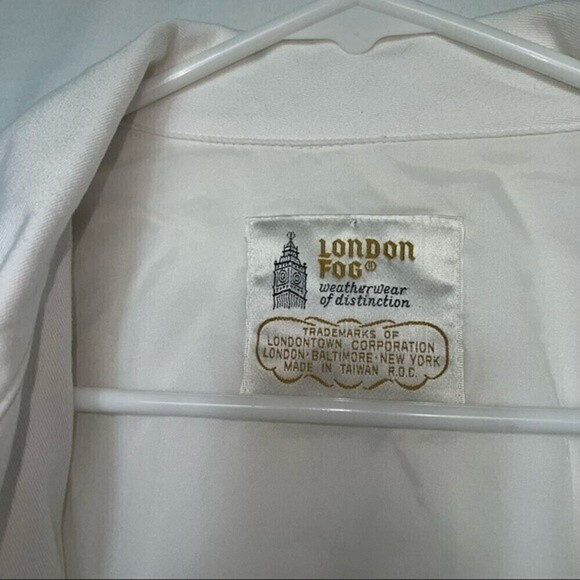 LONDON
FOG®
weatherwear
of distinction
TRADEMARKS OF
LONDONTOWN CORPORATION
LONDON · BALTIMORE · NEW YORK
MADE IN TAIWAN R.O.C.